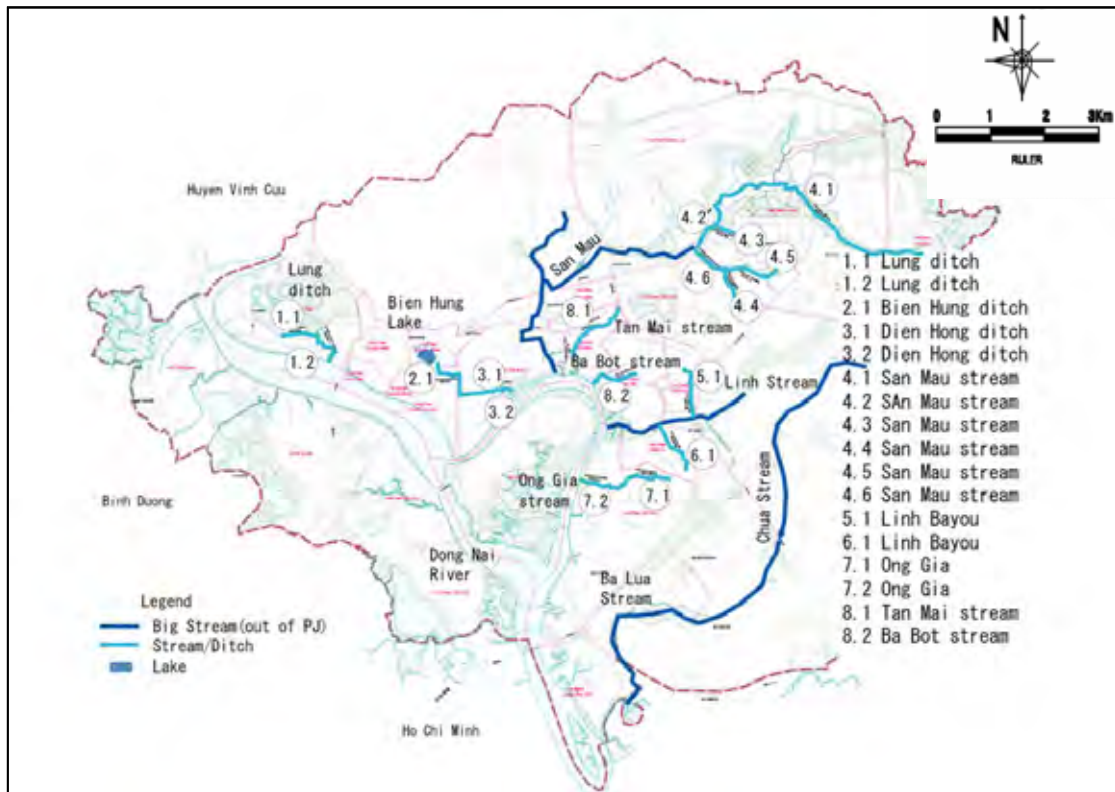 N
0 1 2 3Km
RULER
Huyen Vinh Cuu
4.1
4.2
4.3
4.5
4.6
4.4
San Mau
Lung
ditch
1.1
1.2
Bien Hung
Lake
2.1
3.1
3.2
8.1
Tan Mai stream
Ba Bot stream
8.2
5.1
Linh Stream
6.1
Ong Gia
stream
7.2
7.1
Chua Stream
Binh Duong
Dong Nai
River
Ba Lua
Stream
Ho Chi Minh
Legend
Big Stream(out of PJ)
Stream/Ditch
Lake
1.1 Lung ditch
1.2 Lung ditch
2.1 Bien Hung ditch
3.1 Dien Hong ditch
3.2 Dien Hong ditch
4.1 San Mau stream
4.2 SAn Mau stream
4.3 San Mau stream
4.4 San Mau stream
4.5 San Mau stream
4.6 San Mau stream
5.1 Linh Bayou
6.1 Linh Bayou
7.1 Ong Gia
7.2 Ong Gia
8.1 Tan Mai stream
8.2 Ba Bot stream